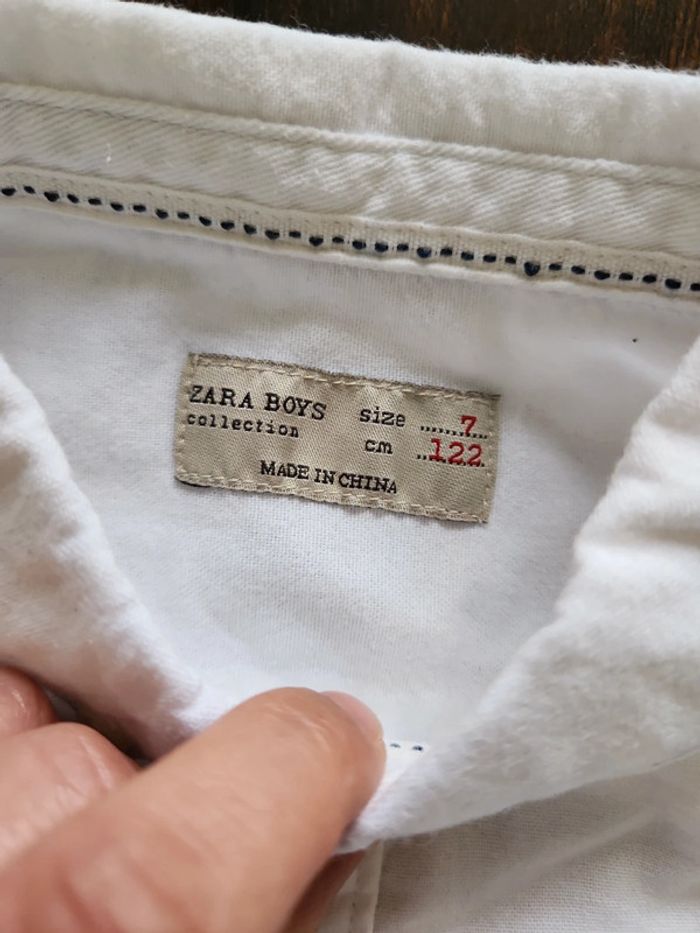 ZARA BOYS
collection
size ......7...
cm ..122
MADE IN CHINA